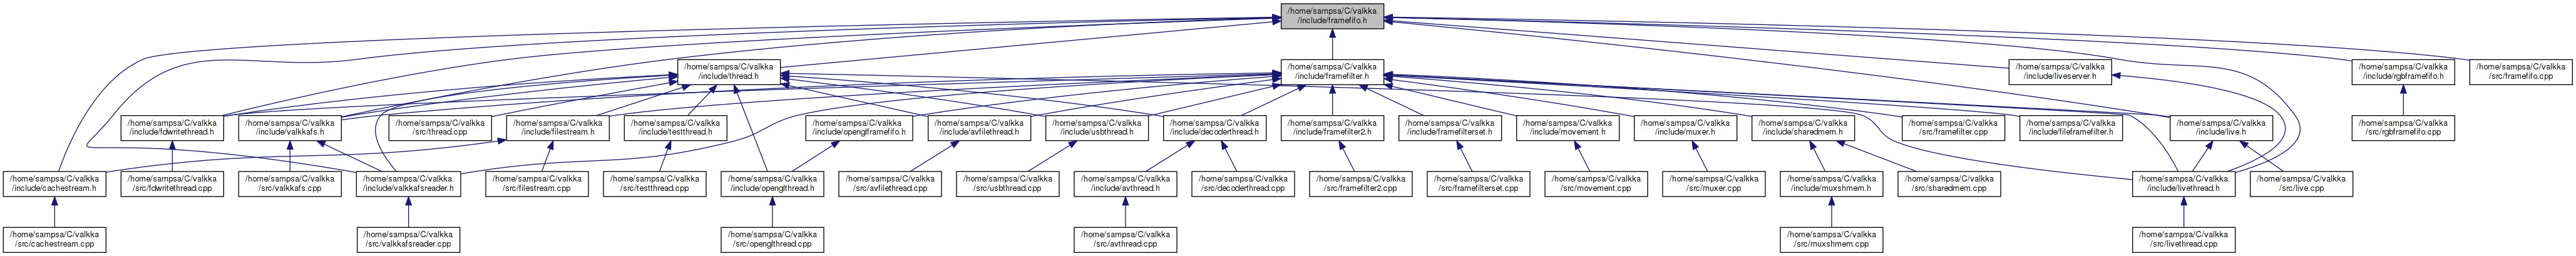 /home/sampsa/C/valkka
/include/framefifo.h
/home/sampsa/C/valkka
/include/thread.h
/home/sampsa/C/valkka
/include/framefilter.h
/home/sampsa/C/valkka
/include/liveserver.h
/home/sampsa/C/valkka
/include/rgbframefifo.h
/home/sampsa/C/valkka
/src/framefifo.cpp
/home/sampsa/C/valkka
/include/fdwritethread.h
/home/sampsa/C/valkka
/include/valkkafs.h
/home/sampsa/C/valkka
/src/thread.cpp
/home/sampsa/C/valkka
/include/filestream.h
/home/sampsa/C/valkka
/include/testthread.h
/home/sampsa/C/valkka
/include/openglframefifo.h
/home/sampsa/C/valkka
/include/avfilethread.h
/home/sampsa/C/valkka
/include/usbthread.h
/home/sampsa/C/valkka
/include/decoderthread.h
/home/sampsa/C/valkka
/include/framefilter2.h
/home/sampsa/C/valkka
/include/framefilterset.h
/home/sampsa/C/valkka
/include/movement.h
/home/sampsa/C/valkka
/include/muxer.h
/home/sampsa/C/valkka
/include/sharedmem.h
/home/sampsa/C/valkka
/src/framefilter.cpp
/home/sampsa/C/valkka
/include/fileframefilter.h
/home/sampsa/C/valkka
/include/live.h
/home/sampsa/C/valkka
/src/rgbframefifo.cpp
/home/sampsa/C/valkka
/include/cachestream.h
/home/sampsa/C/valkka
/src/fdwritethread.cpp
/home/sampsa/C/valkka
/src/valkkafs.cpp
/home/sampsa/C/valkka
/include/valkkafsreader.h
/home/sampsa/C/valkka
/src/filestream.cpp
/home/sampsa/C/valkka
/src/testthread.cpp
/home/sampsa/C/valkka
/include/openglthread.h
/home/sampsa/C/valkka
/src/avfilethread.cpp
/home/sampsa/C/valkka
/src/usbthread.cpp
/home/sampsa/C/valkka
/include/avthread.h
/home/sampsa/C/valkka
/src/decoderthread.cpp
/home/sampsa/C/valkka
/src/framefilter2.cpp
/home/sampsa/C/valkka
/src/framefilterset.cpp
/home/sampsa/C/valkka
/src/movement.cpp
/home/sampsa/C/valkka
/src/muxer.cpp
/home/sampsa/C/valkka
/include/muxshmem.h
/home/sampsa/C/valkka
/src/sharedmem.cpp
/home/sampsa/C/valkka
/include/livethread.h
/home/sampsa/C/valkka
/src/live.cpp
/home/sampsa/C/valkka
/src/cachestream.cpp
/home/sampsa/C/valkka
/src/valkkafsreader.cpp
/home/sampsa/C/valkka
/src/openglthread.cpp
/home/sampsa/C/valkka
/src/avthread.cpp
/home/sampsa/C/valkka
/src/muxshmem.cpp
/home/sampsa/C/valkka
/src/livethread.cpp